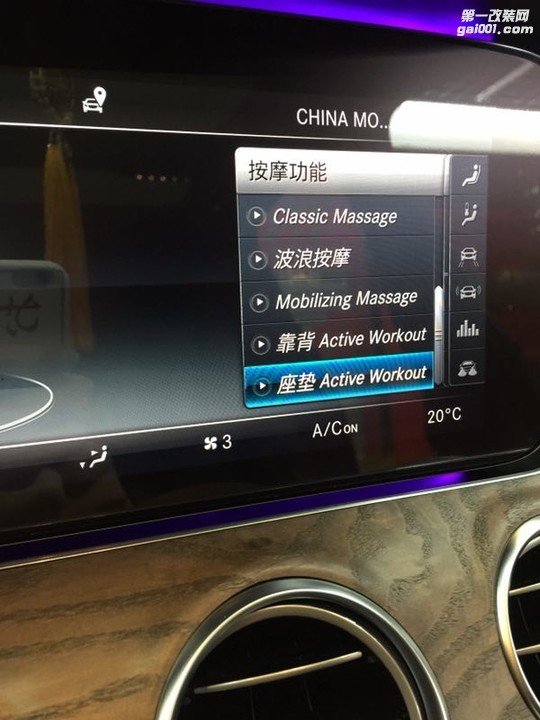 第一改装网
gai001.com
CHINA MO...
按摩功能
Classic Massage
波浪按摩
Mobilizing Massage
靠背 Active Workout
座垫 Active Workout
3
A/C ON
20°C